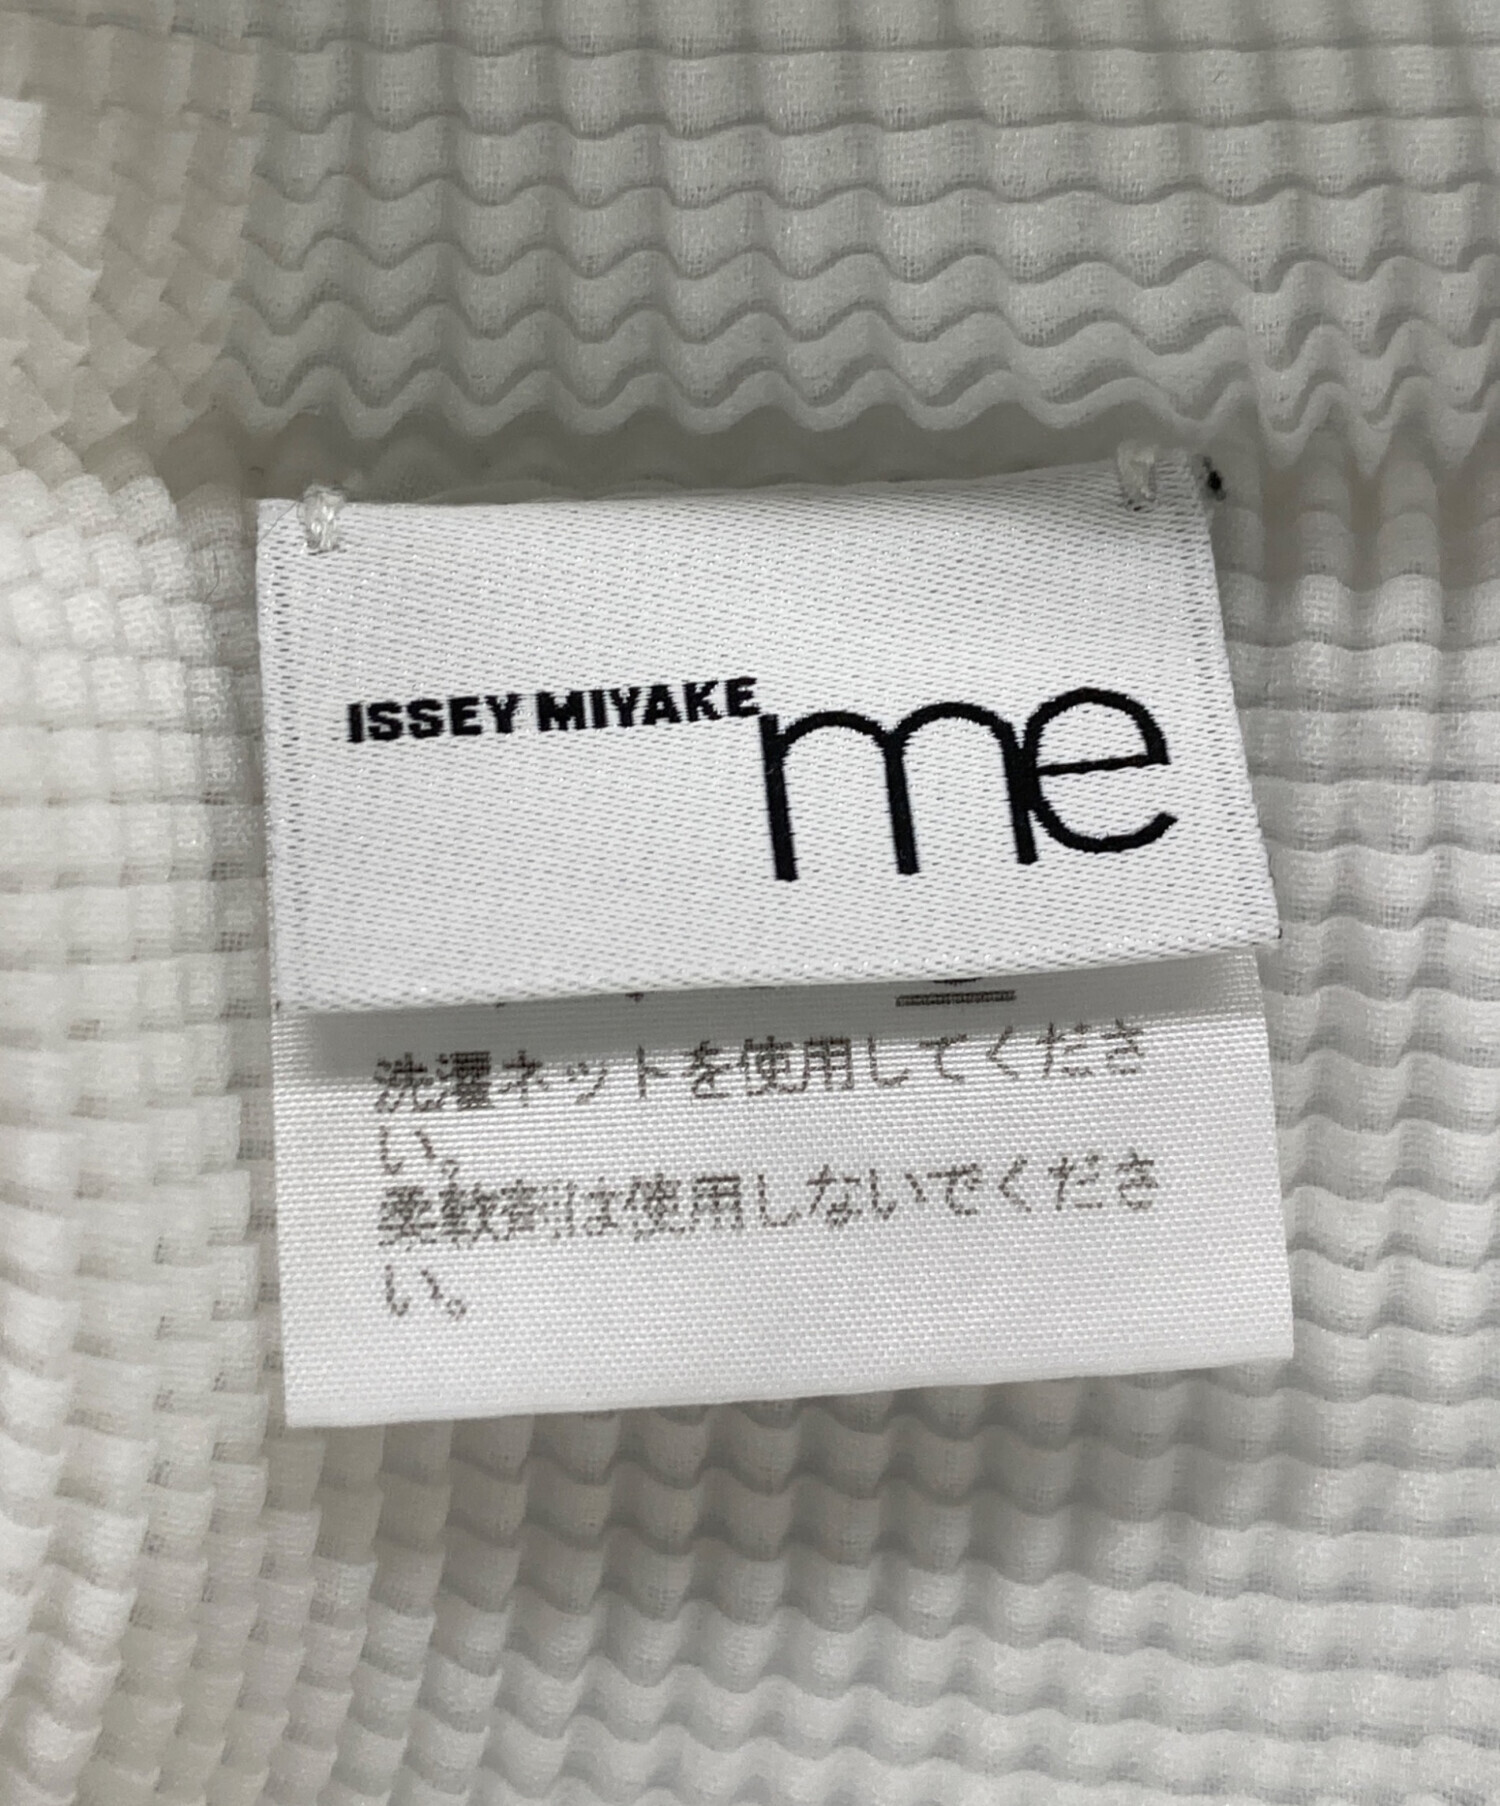 ISSEY MIYAKE me
洗濯ネットを使用してくださ
い。
柔軟剤は使用しないでくださ
い。